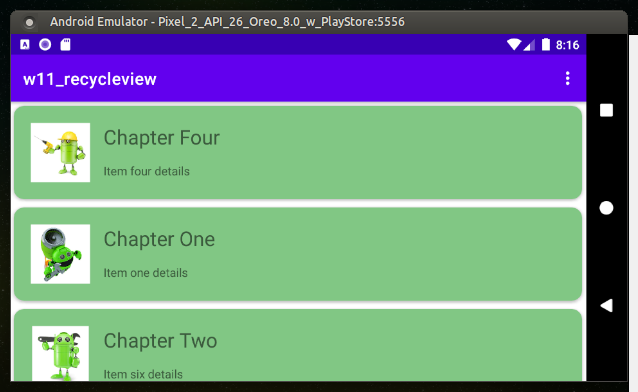 Android Emulator - Pixel_2_API_26_Oreo_8.0_w_PlayStore:5556
A 8:16
w11_recycleview
Chapter Four
Item four details
Chapter One
Item one details
Chapter Two
Item six details